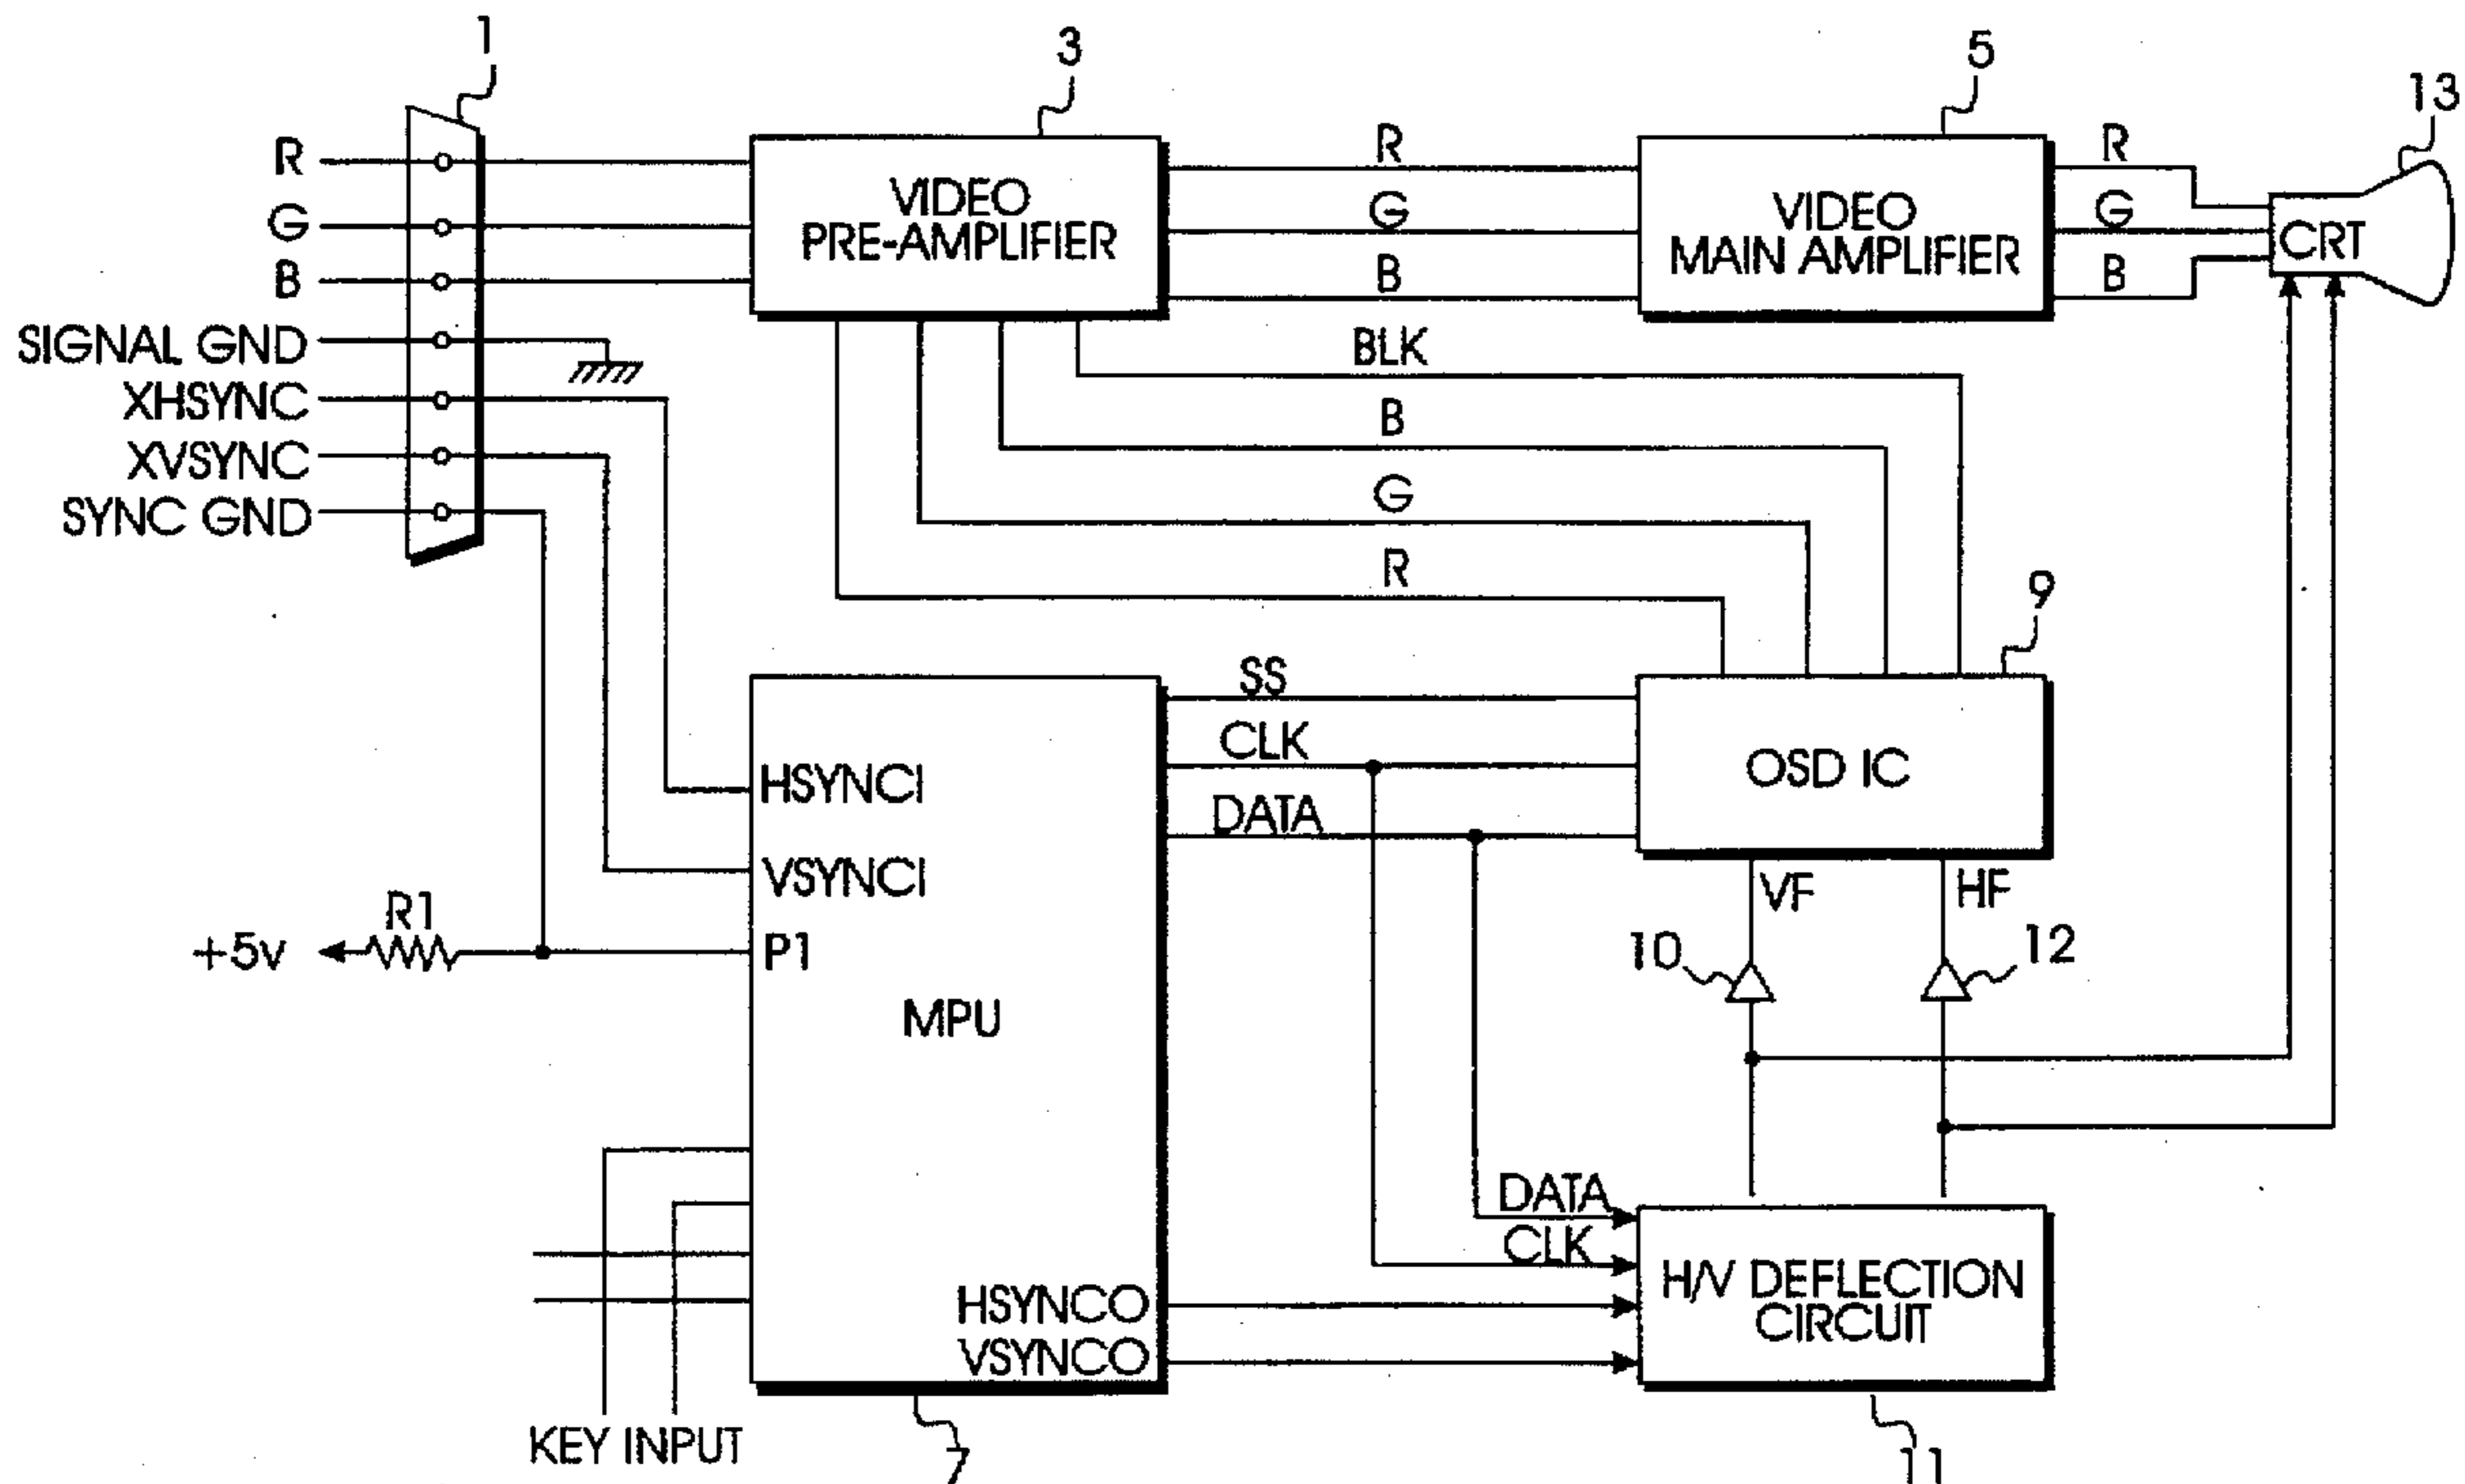 1
3
5
13
R
G
B
SIGNAL GND
XHSYNC
XVSYNC
SYNC GND
VIDEO
PRE-AMPLIFIER
R
G
B
VIDEO
MAIN AMPLIFIER
R
G
B
CRT
BLK
B
G
R
9
SS
CLK
DATA
OSD IC
HSYNCI
VSYNCI
P1
MPU
+5v
R1
VF
HF
10
12
DATA
CLK
HSYNCO
VSYNCO
H/V DEFLECTION
CIRCUIT
KEY INPUT
7
11